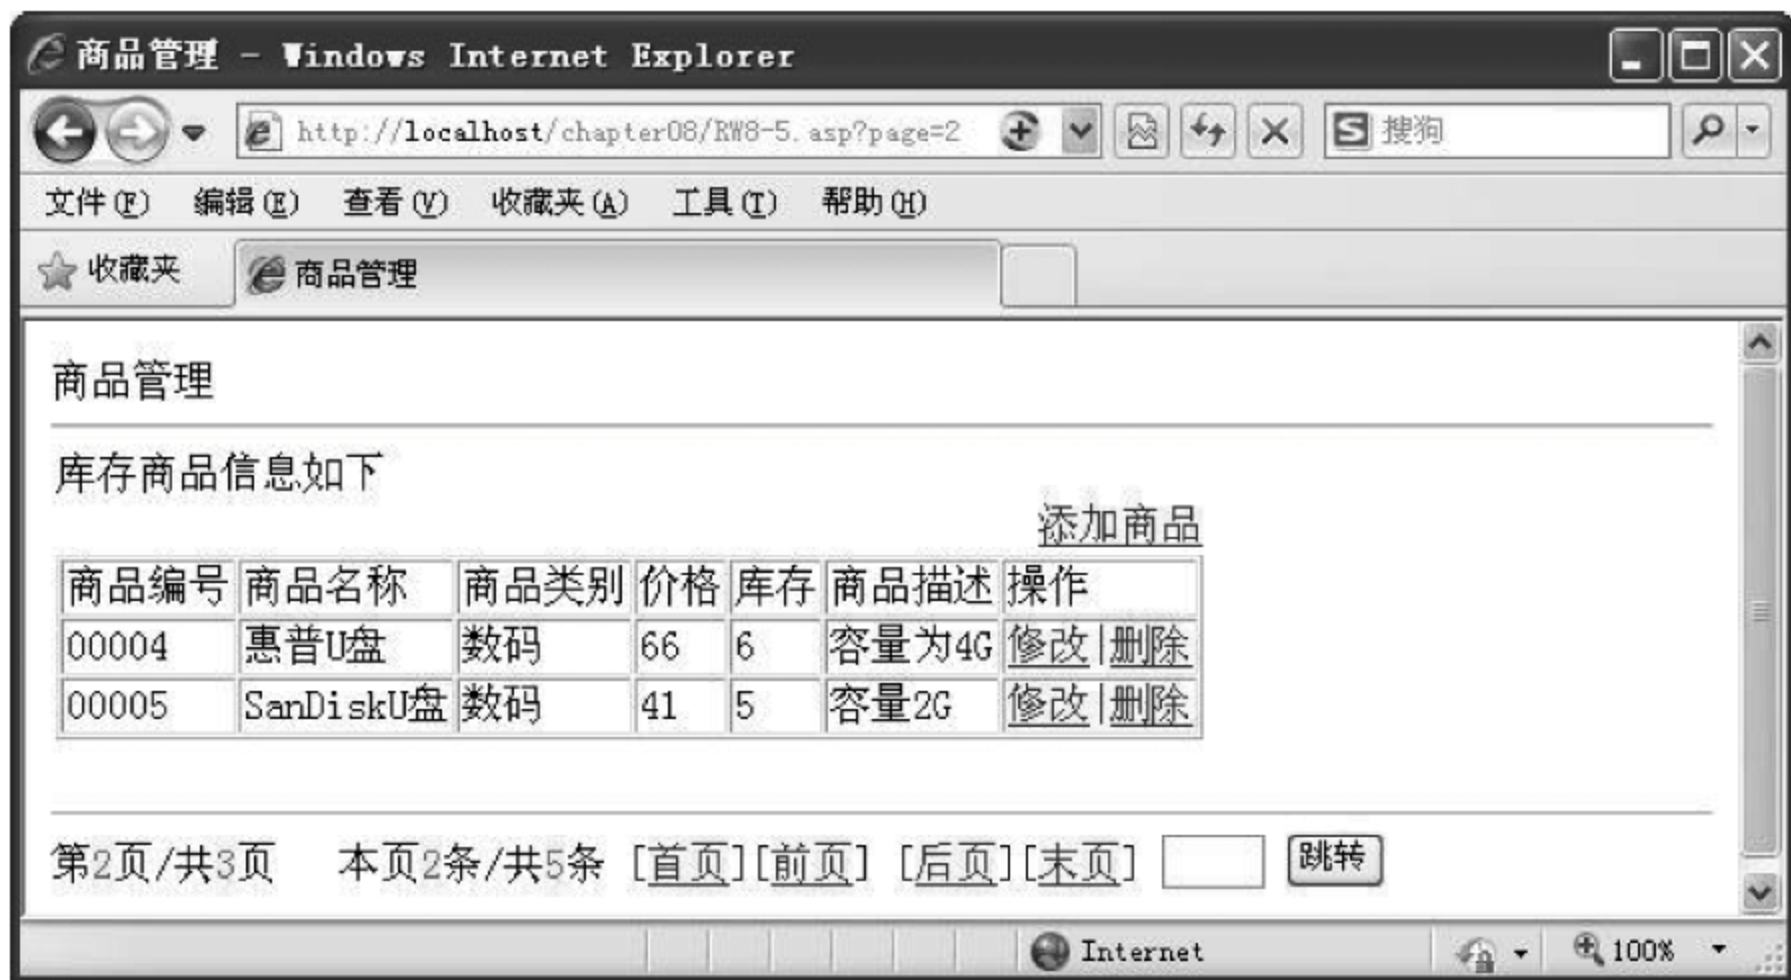 商品管理 - Windows Internet Explorer
http://localhost/chapter08/RW8-5.asp?page=2 搜狗
文件(F) 编辑(E) 查看(V) 收藏夹(A) 工具(T) 帮助(H)
收藏夹 商品管理
商品管理
库存商品信息如下
添加商品
商品编号 商品名称 商品类别 价格 库存 商品描述 操作
00004 惠普U盘 数码 66 6 容量为4G 修改|删除
00005 SanDiskU盘 数码 41 5 容量2G 修改|删除
第2页/共3页 本页2条/共5条 [首页][前页] [后页][末页] 跳转
Internet 100%